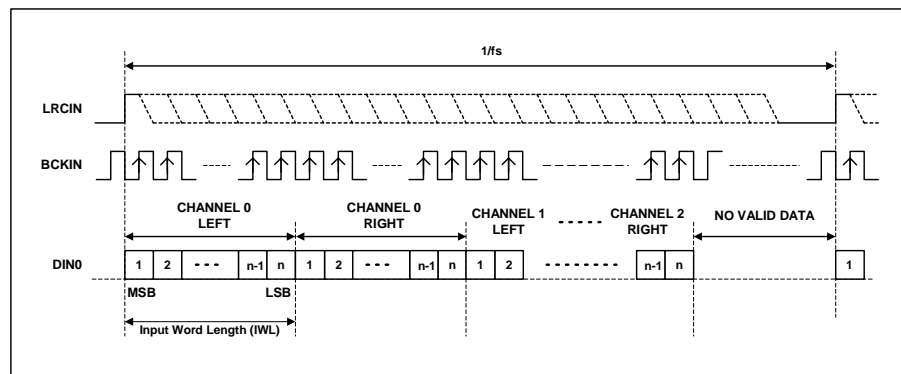 1/fs
LRCIN
BCKIN
CHANNEL 0
LEFT
CHANNEL 0
RIGHT
CHANNEL 1
LEFT
CHANNEL 2
RIGHT
NO VALID DATA
DIN0
1 2 n-1 n 1 2 n-1 n 1 2 n-1 n 1
MSB LSB
Input Word Length (IWL)